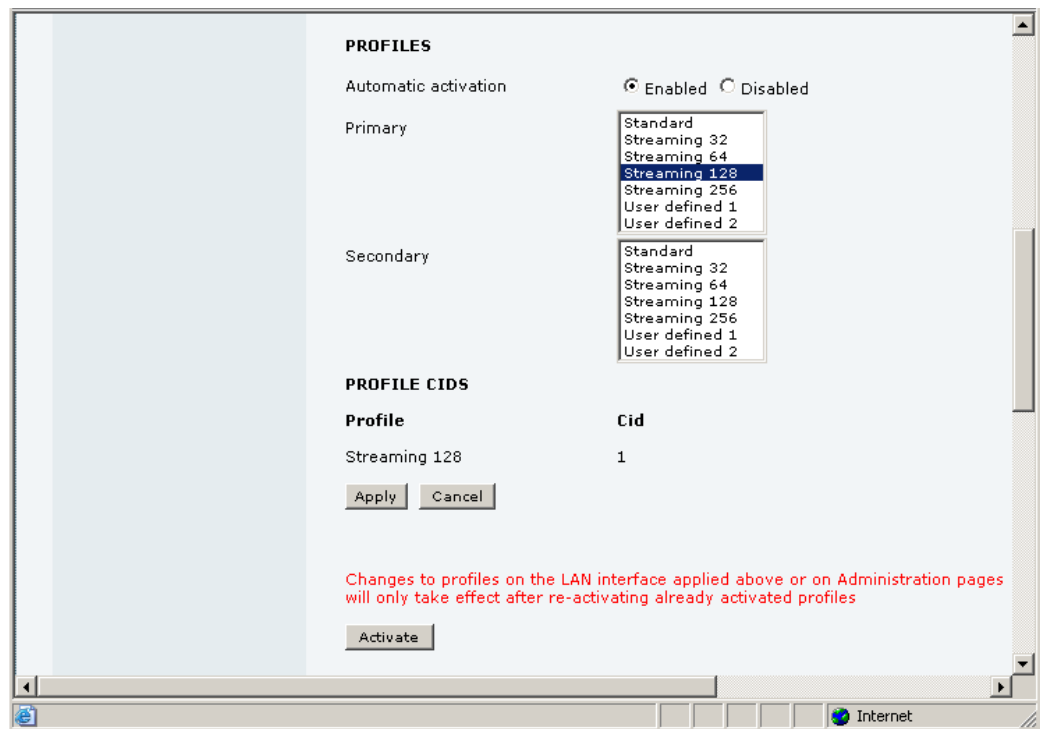 PROFILES
Automatic activation
Enabled Disabled
Primary
Standard
Streaming 32
Streaming 64
Streaming 128
Streaming 256
User defined 1
User defined 2
Secondary
Standard
Streaming 32
Streaming 64
Streaming 128
Streaming 256
User defined 1
User defined 2
PROFILE CIDS
Profile Cid
Streaming 128 1
Apply Cancel
Changes to profiles on the LAN interface applied above or on Administration pages
will only take effect after re-activating already activated profiles
Activate
Internet